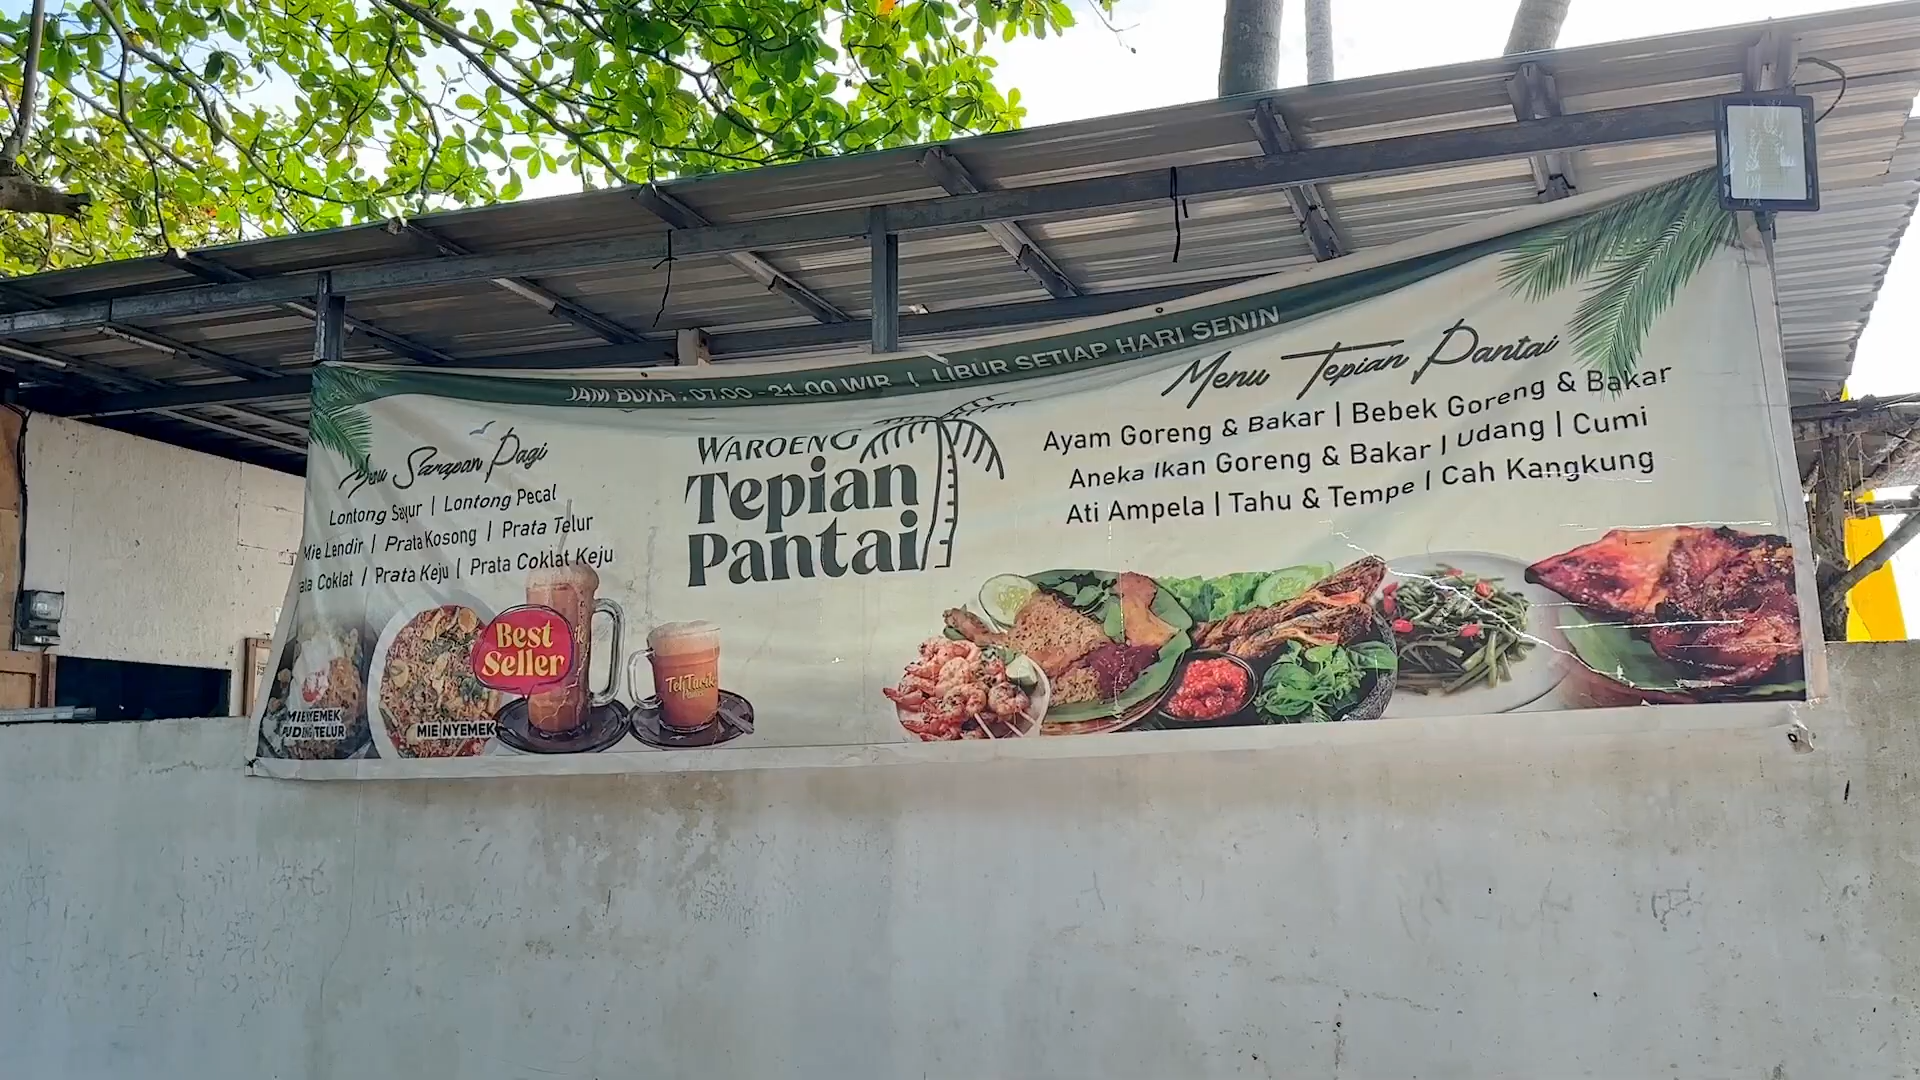 JAM BUKA : 07.00 - 21.00 WIB | LIBUR SETIAP HARI SENIN
Menu Sarapan Pagi
Lontong Sayur | Lontong Pecal
Mie Lendir | Prata Kosong | Prata Telur
Coklat | Prata Keju | Prata Coklat Keju
WAROENG
Tepian
Pantai
Menu Tepian Pantai
Ayam Goreng & Bakar | Bebek Goreng & Bakar
Aneka Ikan Goreng & Bakar | Udang | Cumi
Ati Ampela | Tahu & Tempe | Cah Kangkung
Best
Seller
Teh Tarik
MIE NYEMEK
TELUR
MIE NYEMEK